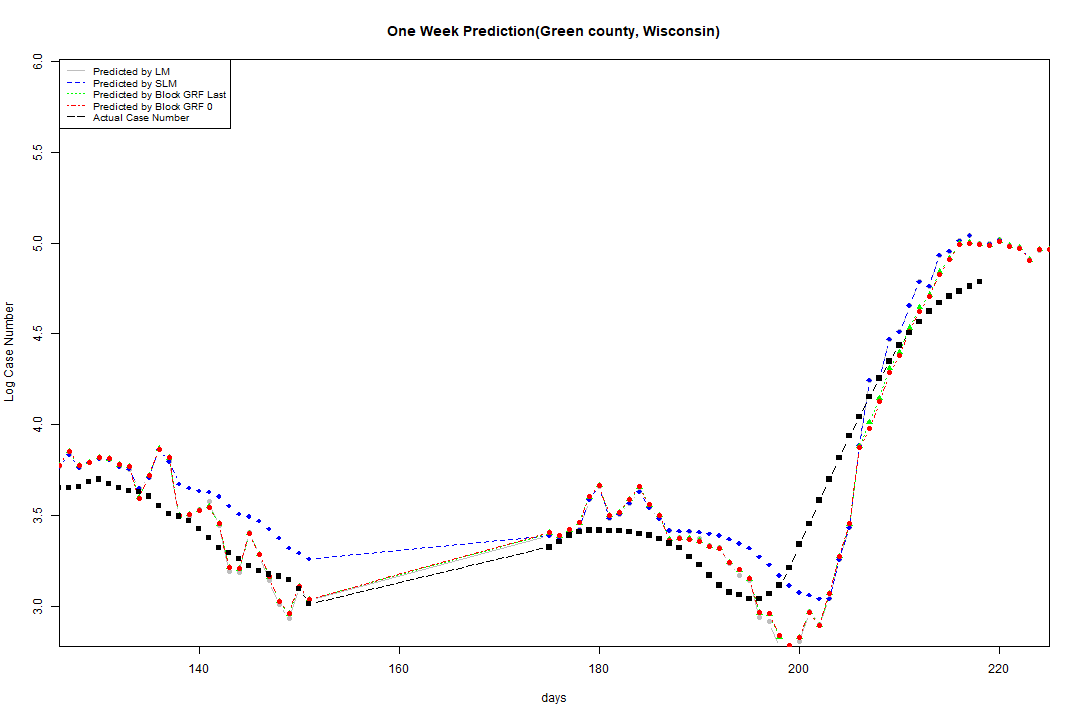 One Week Prediction(Green county, Wisconsin)
Predicted by LM
Predicted by SLM
Predicted by Block GRF Last
Predicted by Block GRF 0
Actual Case Number
6.0
5.5
5.0
4.5
4.0
3.5
3.0
Log Case Number
140 160 180 200 220
days